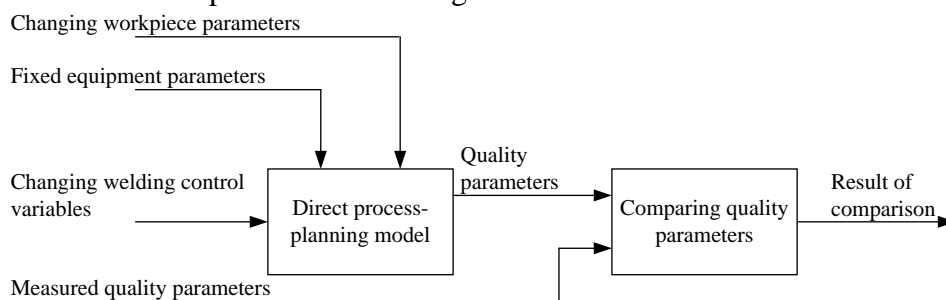 Changing workpiece parameters
Fixed equipment parameters
Changing welding control
variables
Direct process-
planning model
Quality
parameters
Comparing quality
parameters
Result of
comparison
Measured quality parameters